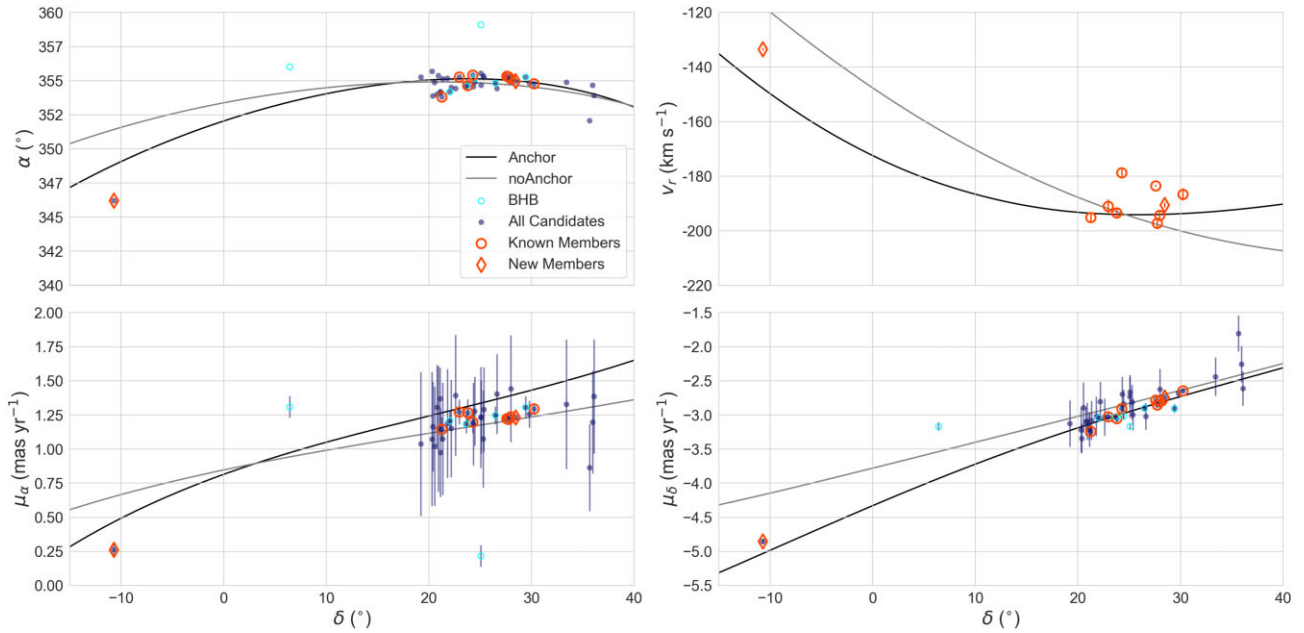 360
357
355
352
350
347
345
342
340
α (°)
Anchor
noAnchor
BHB
All Candidates
Known Members
New Members
-120
-140
-160
-180
-200
-220
v_r (km s⁻¹)
2.00
1.75
1.50
1.25
1.00
0.75
0.50
0.25
0.00
μ_α (mas yr⁻¹)
−10 0 10 20 30 40
δ (°)
-1.5
-2.0
-2.5
-3.0
-3.5
-4.0
-4.5
-5.0
-5.5
μ_δ (mas yr⁻¹)
−10 0 10 20 30 40
δ (°)